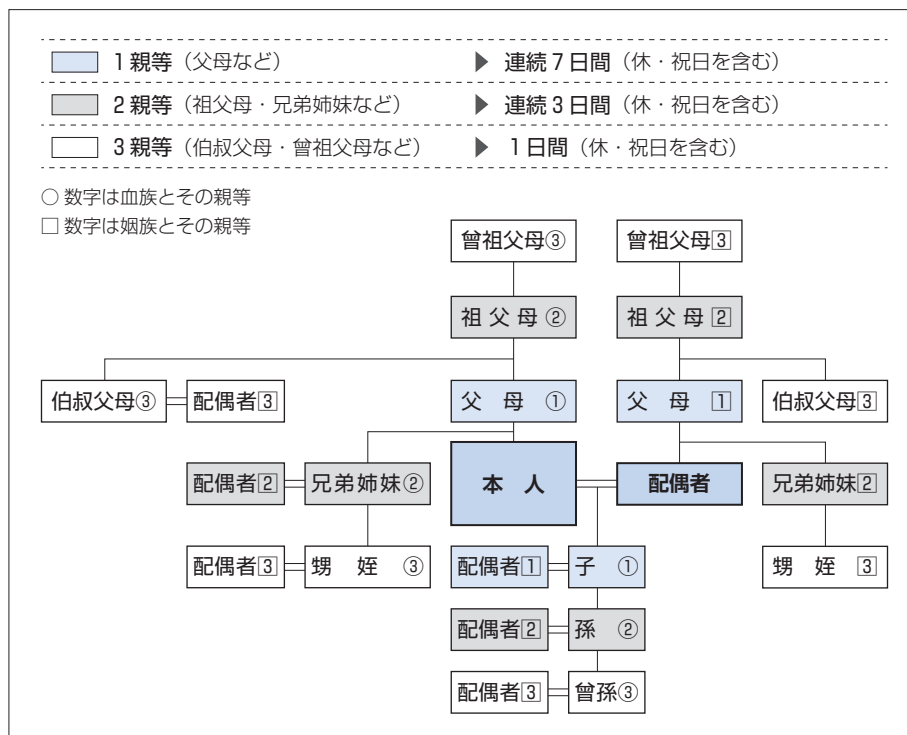 1親等（父母など） ▶ 連続7日間（休・祝日を含む）
2親等（祖父母・兄弟姉妹など） ▶ 連続3日間（休・祝日を含む）
3親等（伯叔父母・曾祖父母など） ▶ 1日間（休・祝日を含む）
○数字は血族とその親等
□数字は姻族とその親等
曾祖父母③ 曾祖父母3⃣
祖父母② 祖父母2⃣
伯叔父母③ 配偶者3⃣ 父母① 父母1⃣ 伯叔父母3⃣
配偶者2⃣ 兄弟姉妹② 本人 配偶者 兄弟姉妹2⃣
配偶者3⃣ 甥姪③ 配偶者1⃣ 子① 甥姪3⃣
配偶者2⃣ 孫②
配偶者3⃣ 曾孫③